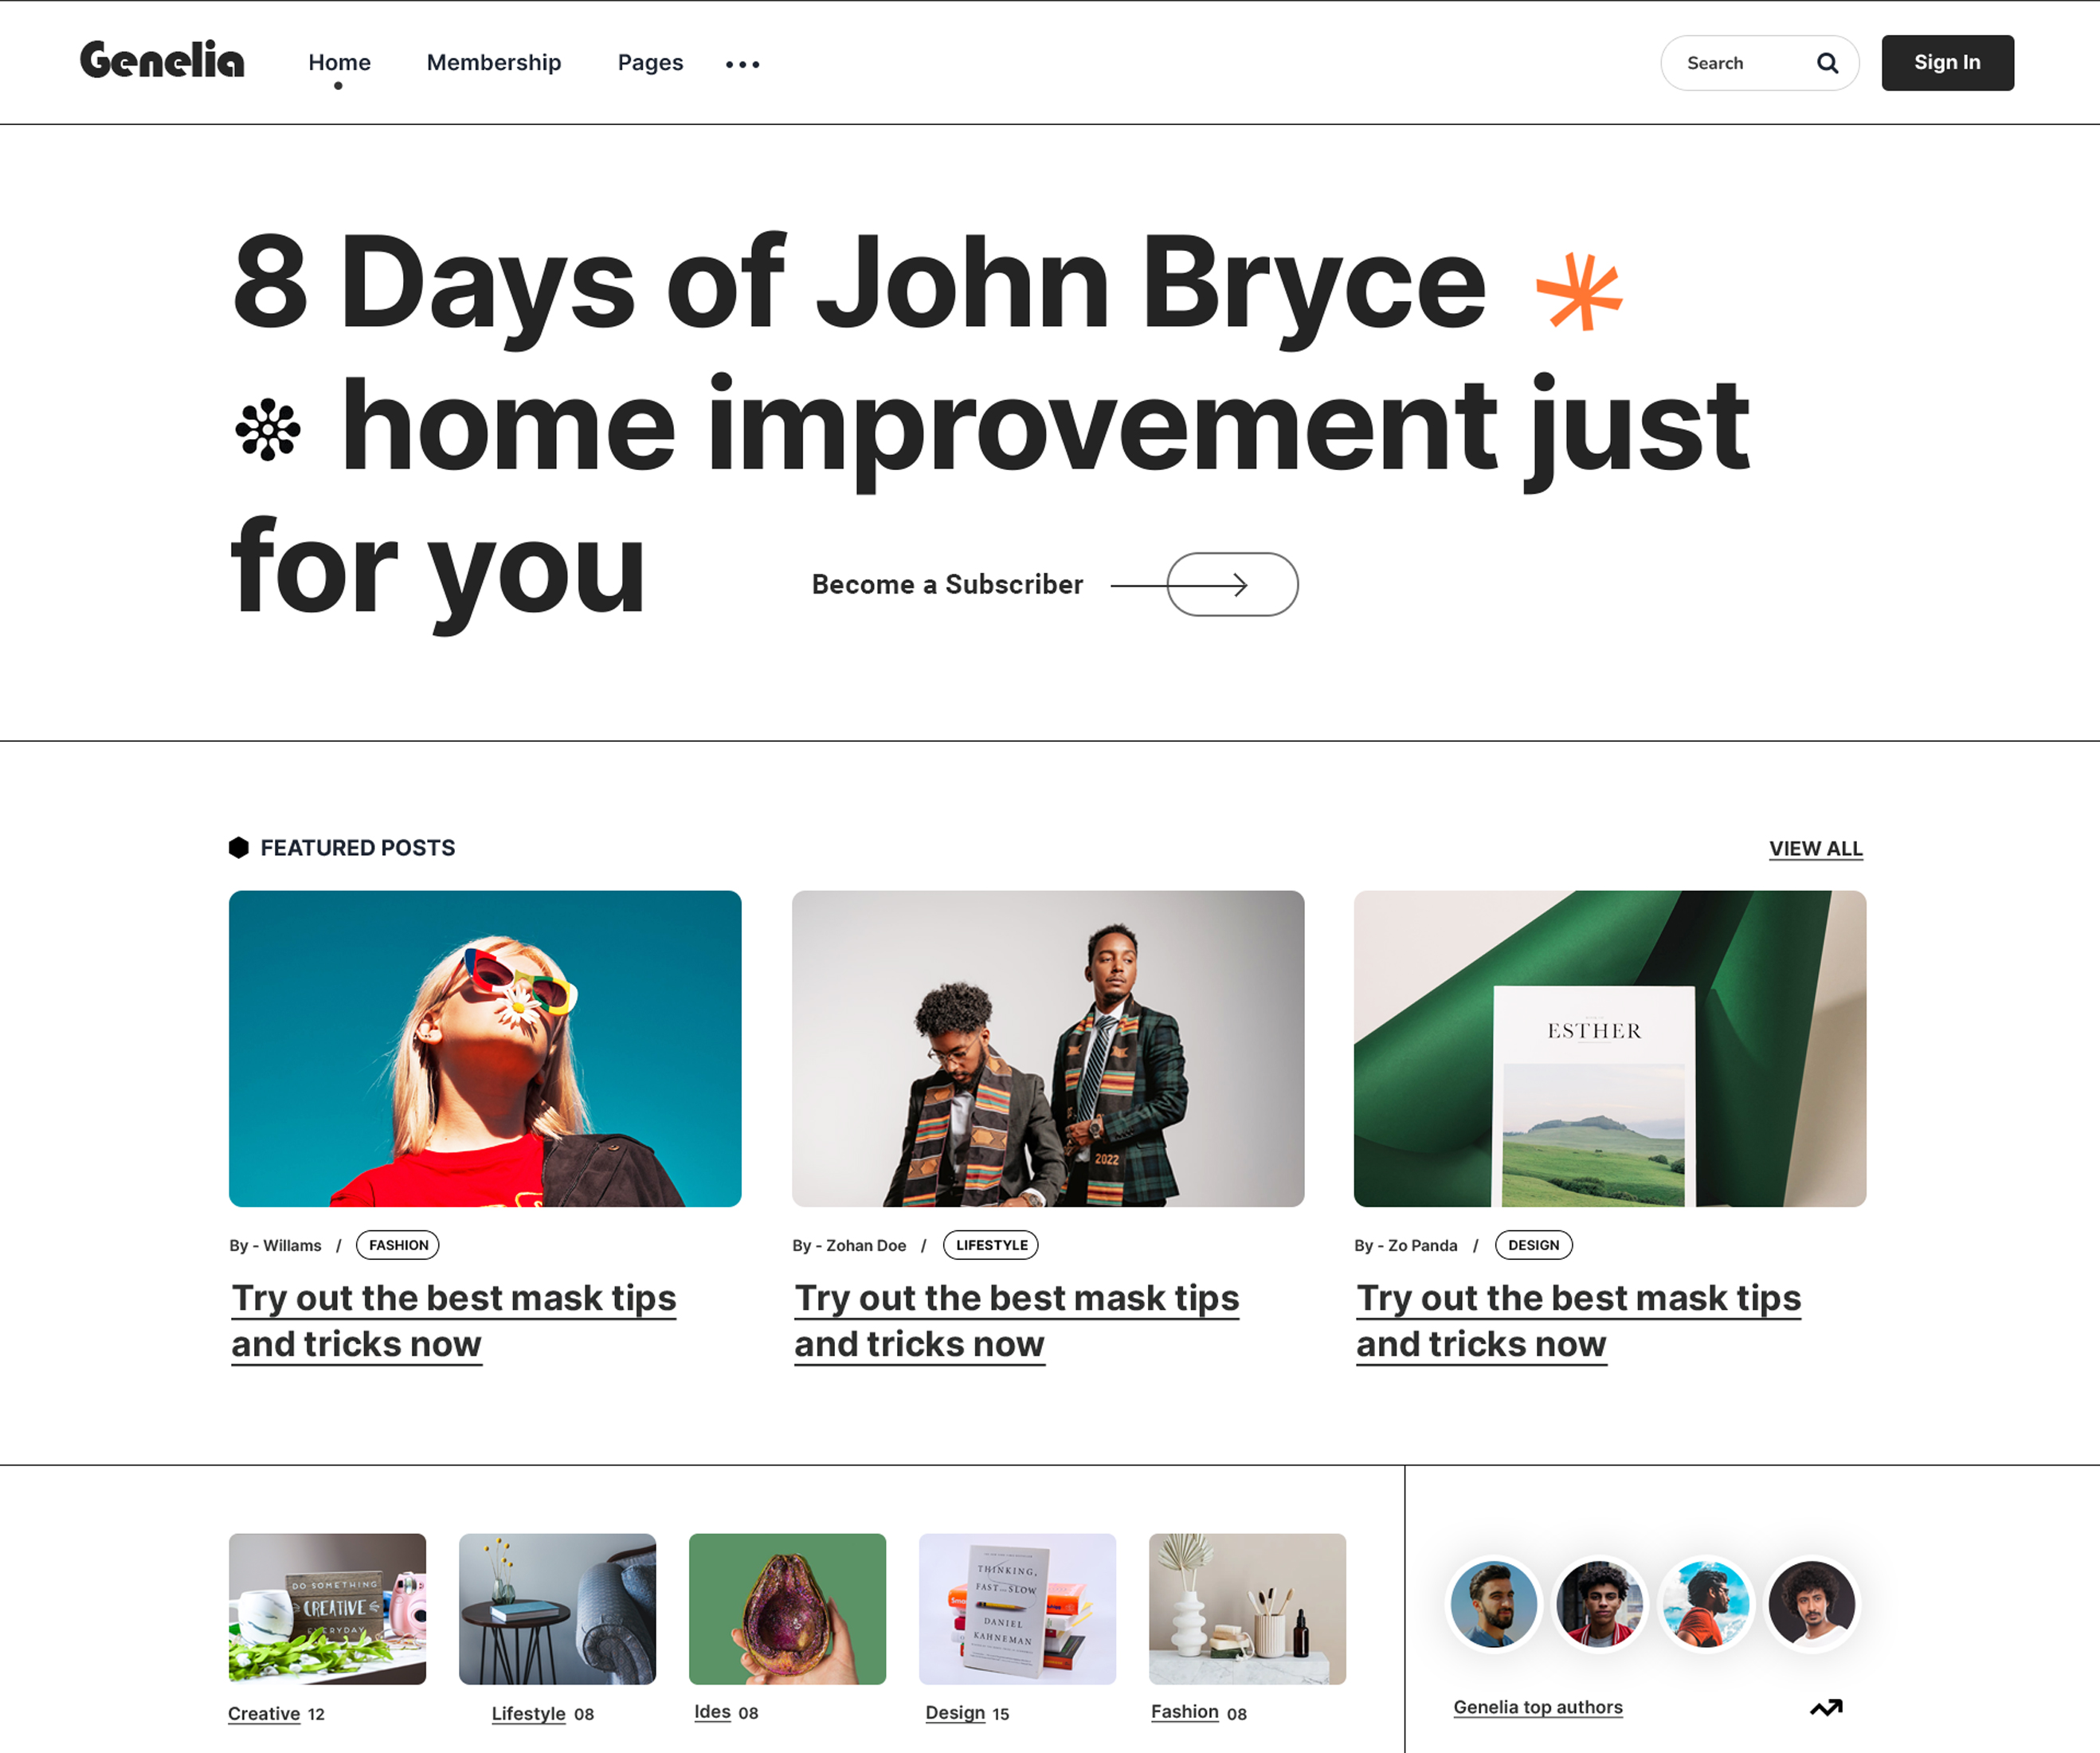 Genelia
Home
Membership
Pages
Search
Sign In
8 Days of John Bryce
home improvement just
for you
Become a Subscriber
FEATURED POSTS
VIEW ALL
2022
ESTHER
By - Willams / FASHION
Try out the best mask tips
and tricks now
By - Zohan Doe / LIFESTYLE
Try out the best mask tips
and tricks now
By - Zo Panda / DESIGN
Try out the best mask tips
and tricks now
DO SOMETHING
CREATIVE
EVERYDAY
THINKING,
FAST AND SLOW
DANIEL
KAHNEMAN
Creative 12
Lifestyle 08
Ides 08
Design 15
Fashion 08
Genelia top authors